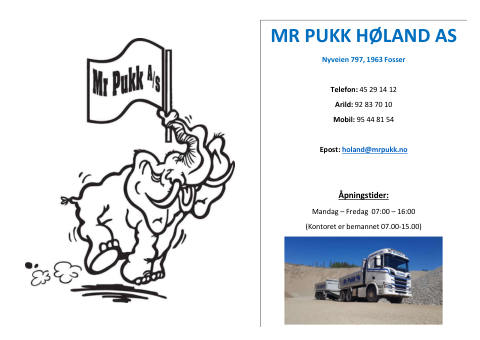 Mr Pukk A/s
MR PUKK HØLAND AS
Nyveien 797, 1963 Fosser
Telefon: 45 29 14 12
Arild: 92 83 70 10
Mobil: 95 44 81 54
Epost: holand@mrpukk.no
Åpningstider:
Mandag – Fredag 07:00 – 16:00
(Kontoret er bemannet 07.00-15.00)